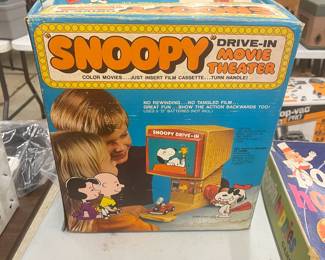 "SNOOPY"
DRIVE-IN
MOVIE
THEATER
COLOR MOVIES....JUST INSERT FILM CASSETTE....TURN HANDLE!
NO REWINDING... NO TANGLED FILM...
GREAT FUN... SHOW THE ACTION BACKWARDS TOO!
SNOOPY DRIVE-IN